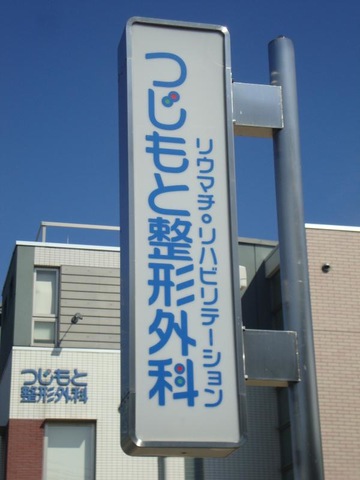 つじもと整形外科
リウマチ・リハビリテーション
つじもと
整形外科